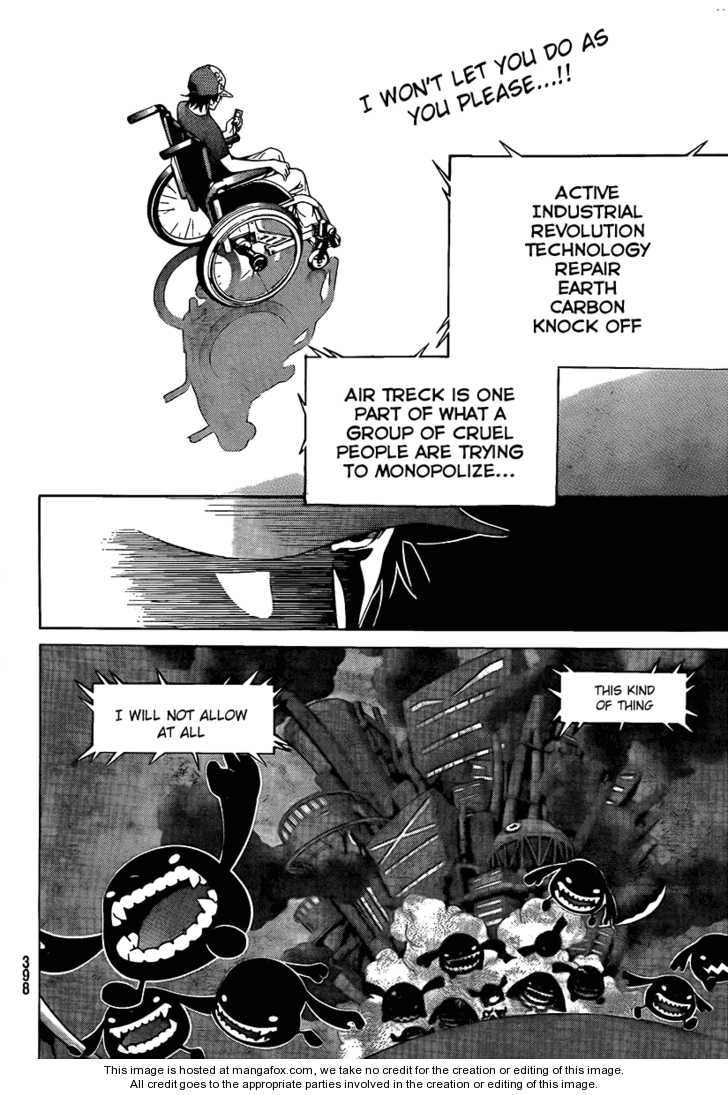 I WON'T LET YOU DO AS
YOU PLEASE...!!
ACTIVE
INDUSTRIAL
REVOLUTION
TECHNOLOGY
REPAIR
EARTH
CARBON
KNOCK OFF
AIR TRECK IS ONE
PART OF WHAT A
GROUP OF CRUEL
PEOPLE ARE TRYING
TO MONOPOLIZE...
THIS KIND
OF THING
I WILL NOT ALLOW
AT ALL
398
This image is hosted at mangafox.com, we take no credit for the creation or editing of this image.
All credit goes to the appropriate parties involved in the creation or editing of this image.